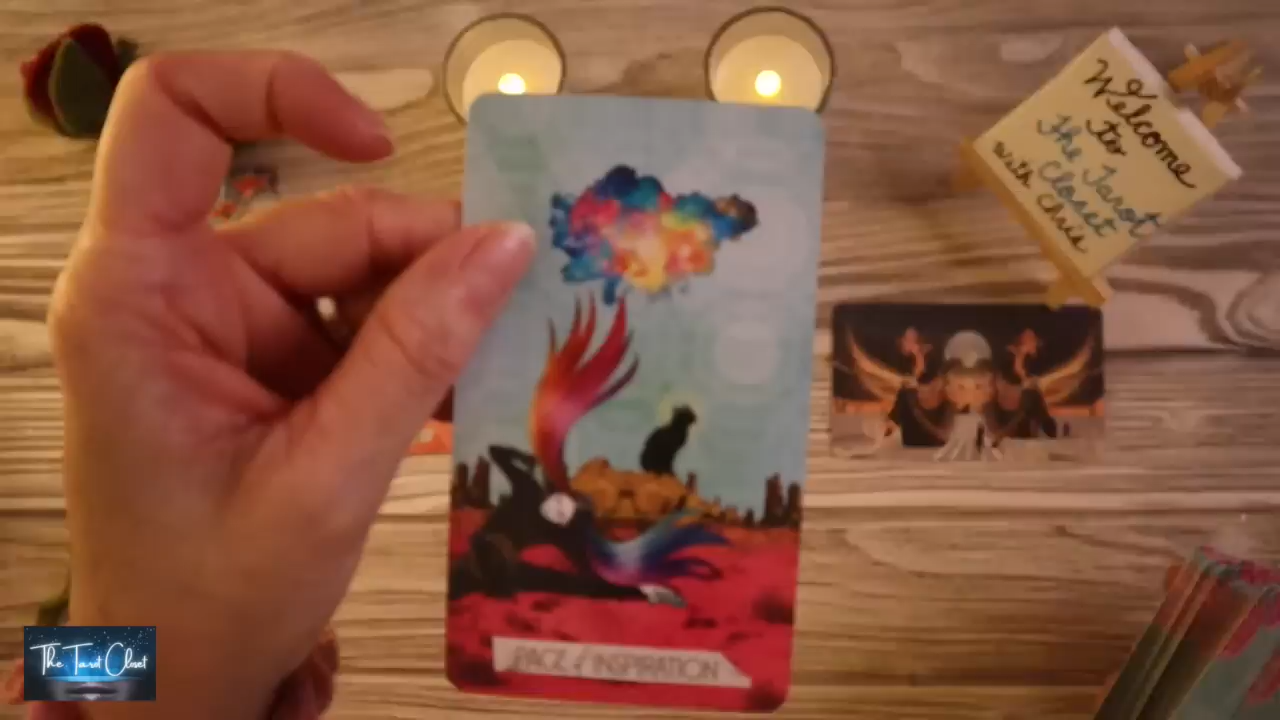 Welcome
to
The Tarot
Closet
with Chris
PAGE of INSPIRATION
The Tarot Closet